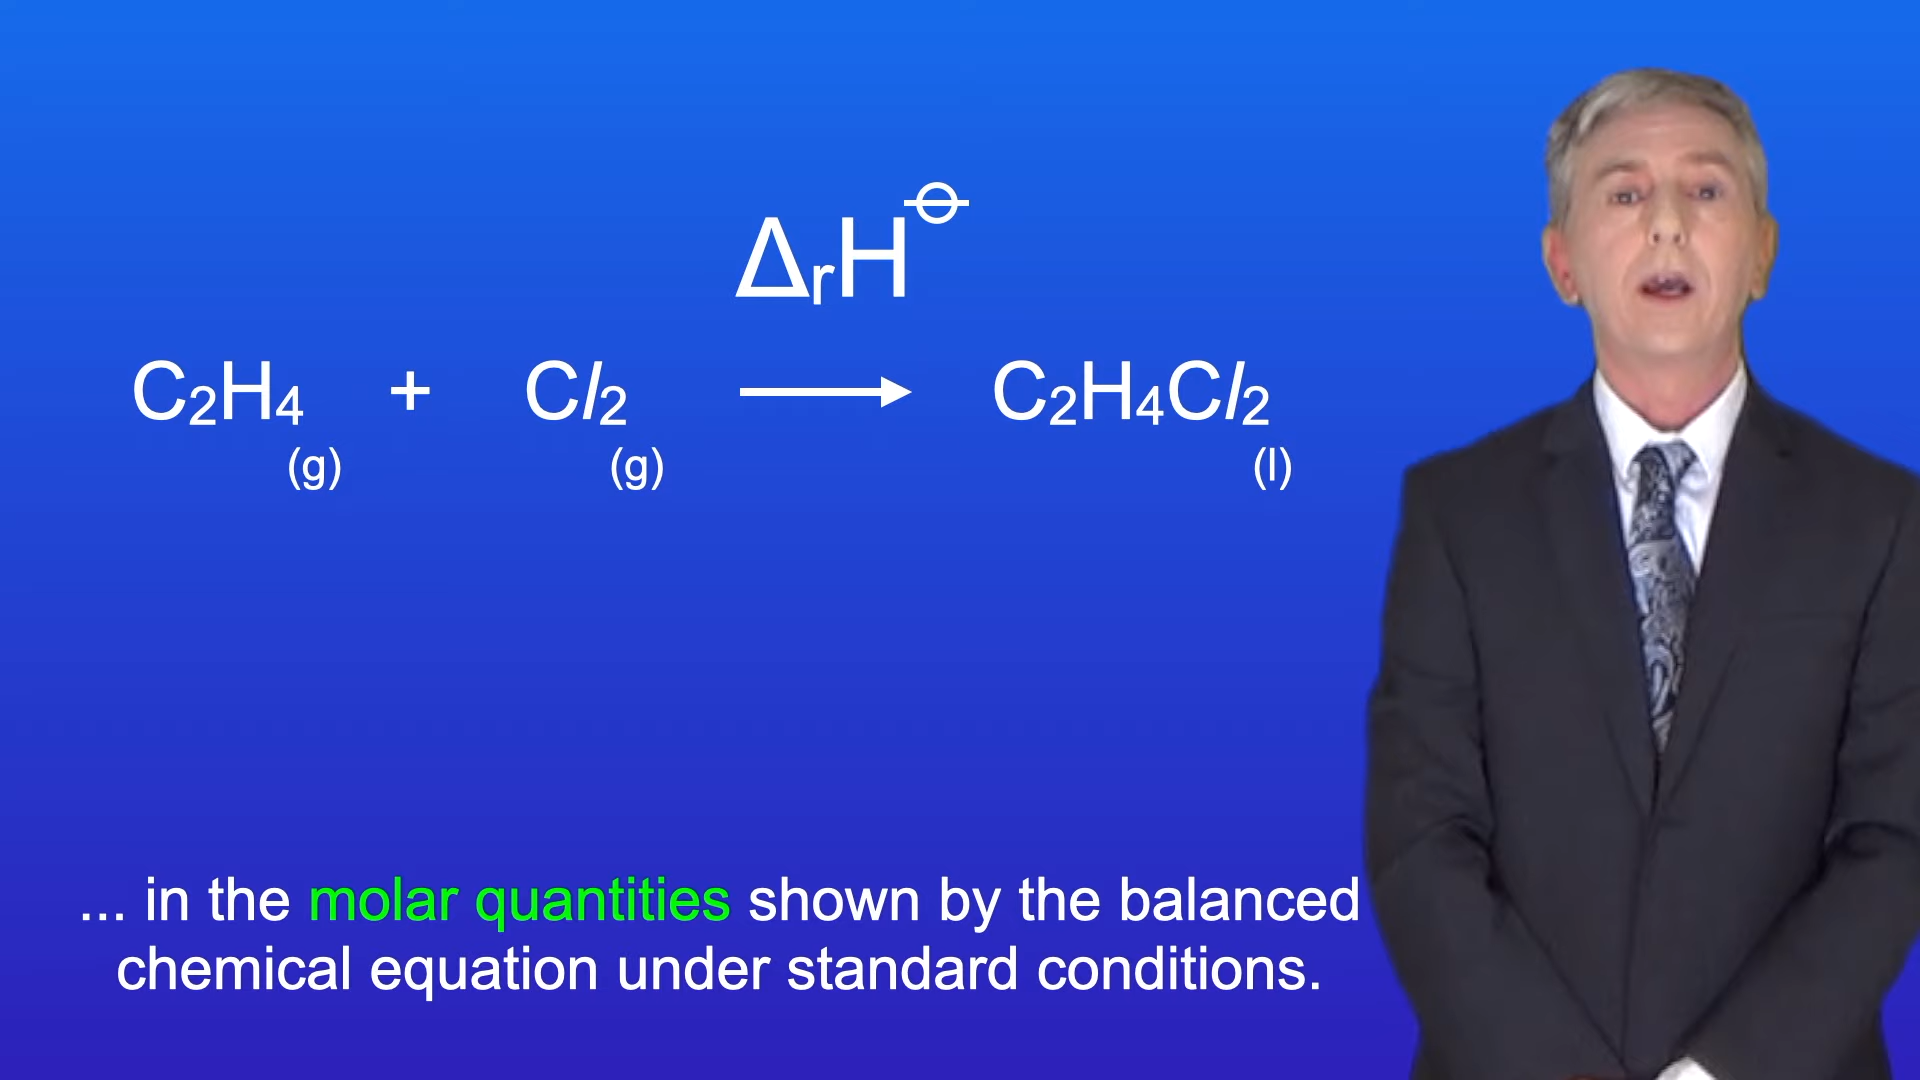 ΔrH⦵
C2H4 + Cl2 ⟶ C2H4Cl2
(g) (g) (l)
... in the molar quantities shown by the balanced
chemical equation under standard conditions.